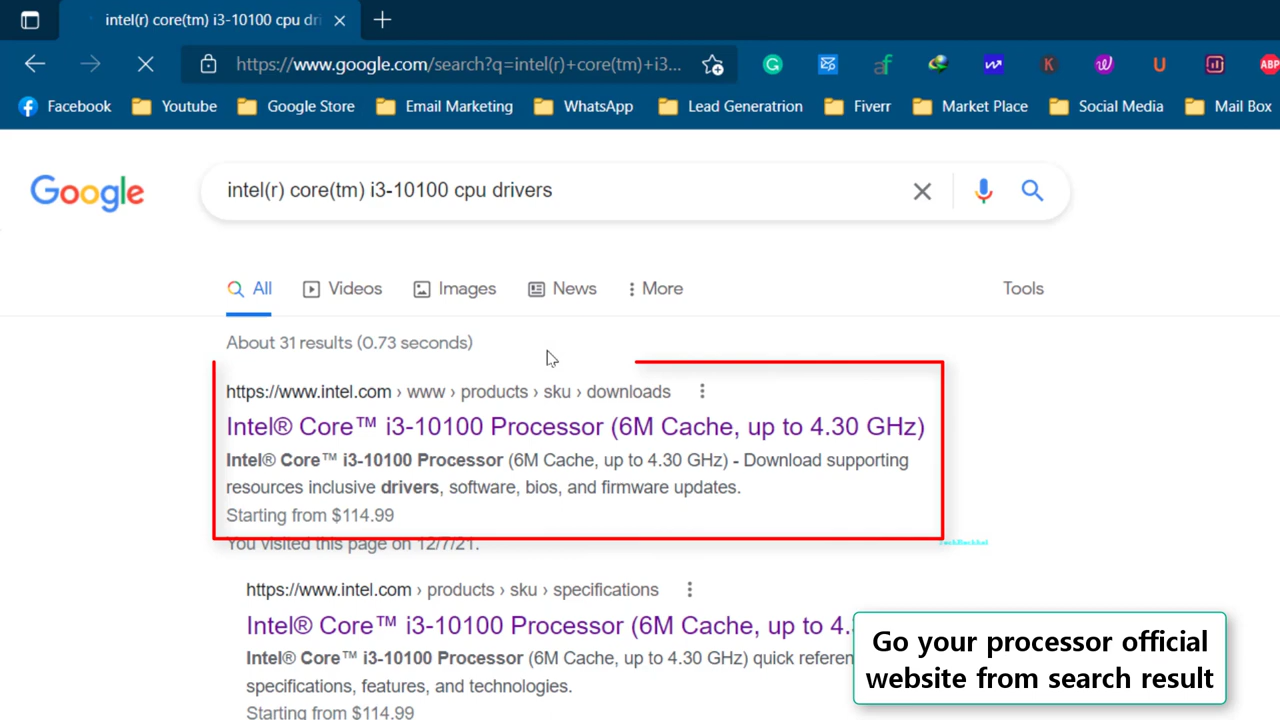 intel(r) core(tm) i3-10100 cpu dri
https://www.google.com/search?q=intel(r)+core(tm)+i3...
Facebook Youtube Google Store Email Marketing WhatsApp Lead Generatrion Fiverr Market Place Social Media Mail Box
Google
intel(r) core(tm) i3-10100 cpu drivers
All Videos Images News More Tools
About 31 results (0.73 seconds)
https://www.intel.com › www › products › sku › downloads
Intel® Core™ i3-10100 Processor (6M Cache, up to 4.30 GHz)
Intel® Core™ i3-10100 Processor (6M Cache, up to 4.30 GHz) - Download supporting
resources inclusive drivers, software, bios, and firmware updates.
Starting from $114.99
You visited this page on 12/7/21.
https://www.intel.com › products › sku › specifications
Intel® Core™ i3-10100 Processor (6M Cache, up to 4.
Intel® Core™ i3-10100 Processor (6M Cache, up to 4.30 GHz) quick referen
specifications, features, and technologies.
Starting from $114.99
Go your processor official
website from search result